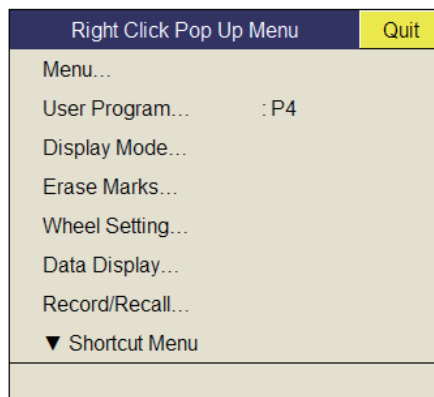 Right Click Pop Up Menu Quit
Menu...
User Program... : P4
Display Mode...
Erase Marks...
Wheel Setting...
Data Display...
Record/Recall...
▼ Shortcut Menu